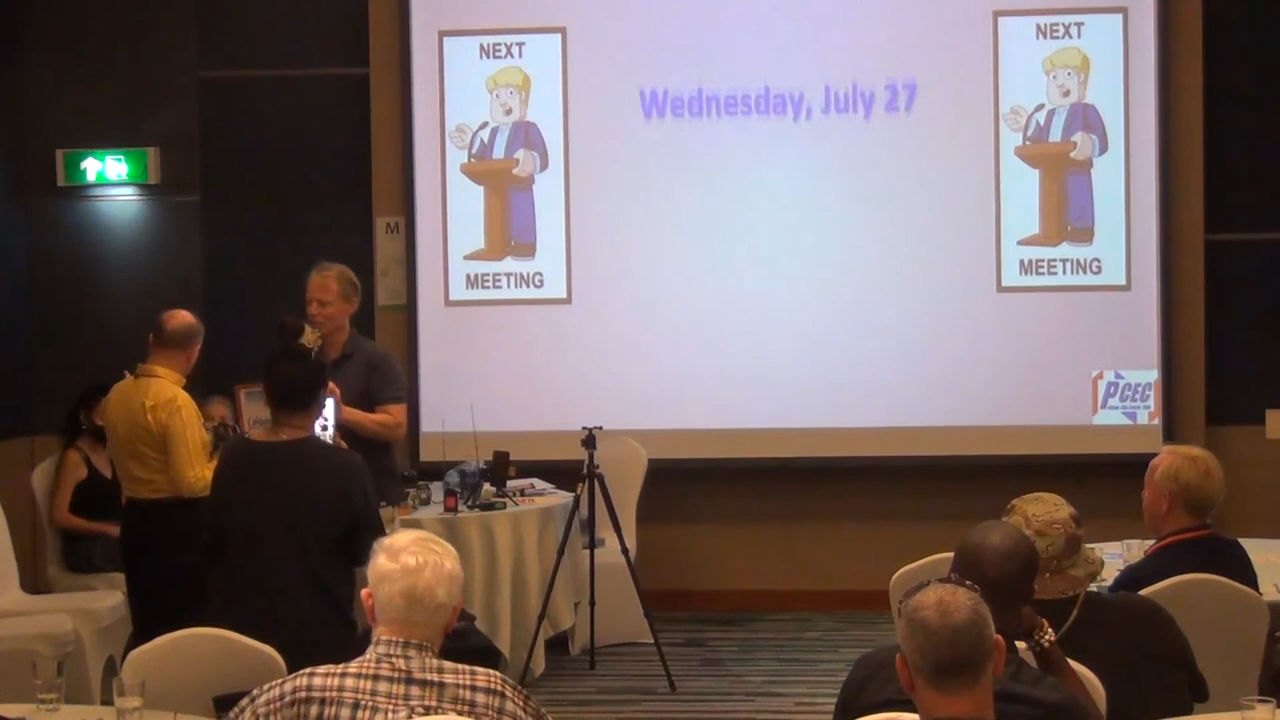 NEXT
MEETING
Wednesday, July 27
NEXT
MEETING
M
PCEC